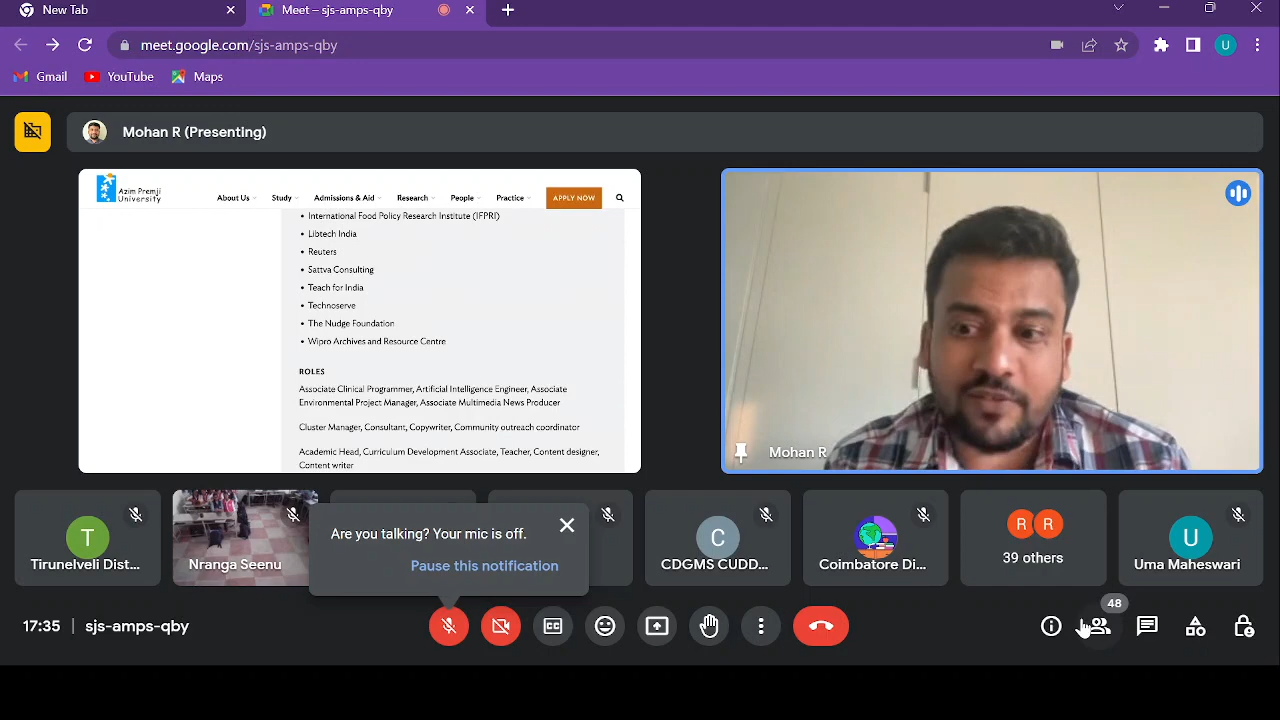 New Tab
Meet – sjs-amps-qby
meet.google.com/sjs-amps-qby
U
Gmail
YouTube
Maps
Mohan R (Presenting)
Azim Premji
University
About Us
Study
Admissions & Aid
Research
People
Practice
APPLY NOW
• International Food Policy Research Institute (IFPRI)
• Libtech India
• Reuters
• Sattva Consulting
• Teach for India
• Technoserve
• The Nudge Foundation
• Wipro Archives and Resource Centre
ROLES
Associate Clinical Programmer, Artificial Intelligence Engineer, Associate
Environmental Project Manager, Associate Multimedia News Producer
Cluster Manager, Consultant, Copywriter, Community outreach coordinator
Academic Head, Curriculum Development Associate, Teacher, Content designer,
Content writer
Mohan R
T
Tirunelveli Dist...
Nranga Seenu
Are you talking? Your mic is off.
Pause this notification
C
CDGMS CUDD...
Coimbatore Di...
R R
39 others
U
Uma Maheswari
17:35 | sjs-amps-qby
CC
48